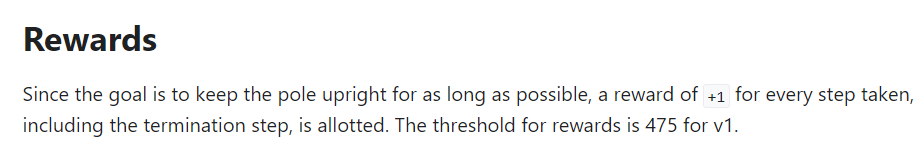 Rewards
Since the goal is to keep the pole upright for as long as possible, a reward of +1 for every step taken,
including the termination step, is allotted. The threshold for rewards is 475 for v1.